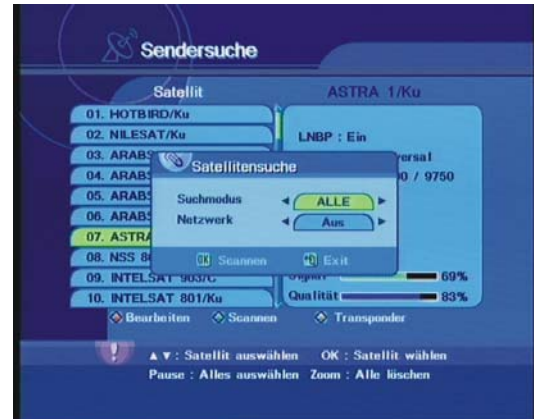 Sendersuche
Satellit
ASTRA 1/Ku
01. HOTBIRD/Ku
02. NILESAT/Ku
03. ARABS
04. ARABS
05. ARABS
06. ARABS
07. ASTRA
08. NSS
09. INTELSAT
10. INTELSAT 801/Ku
LNBP : Ein
/ 9750
69%
Qualität 83%
Satellitensuche
Suchmodus ALLE
Netzwerk Aus
OK Scannen Exit
Bearbeiten Scannen Transponder
▲ ▼ : Satellit auswählen OK : Satellit wählen
Pause : Alles auswählen Zoom : Alle löschen